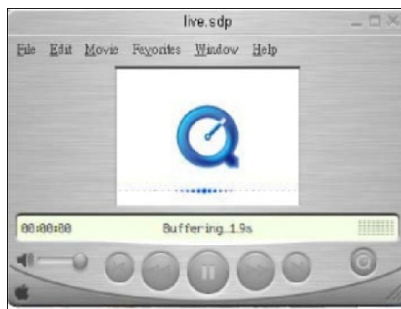 live.sdp
File Edit Movie Favorites Window Help
00:00:00 Buffering...1.9s